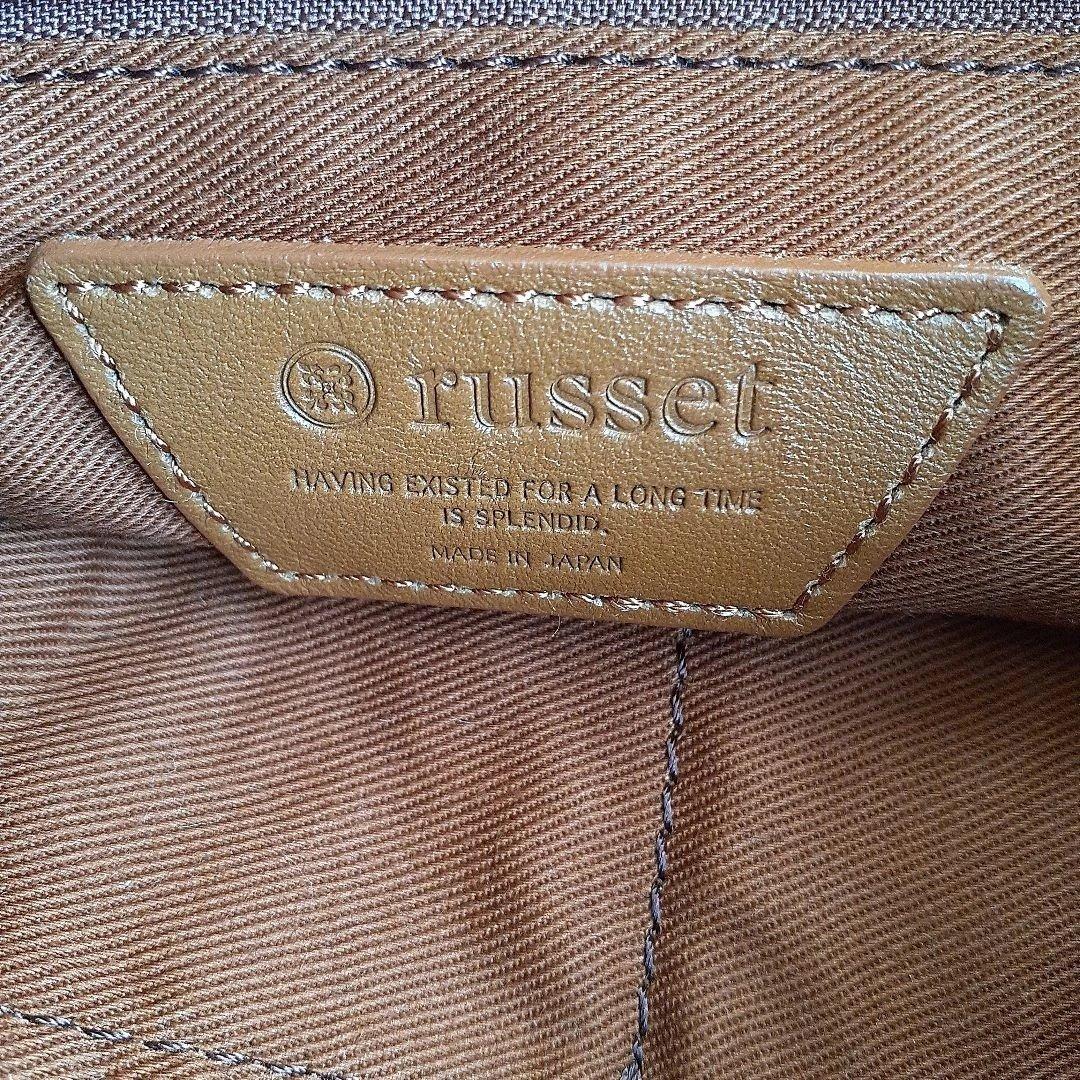 russet
HAVING EXISTED FOR A LONG TIME
IS SPLENDID.
MADE IN JAPAN